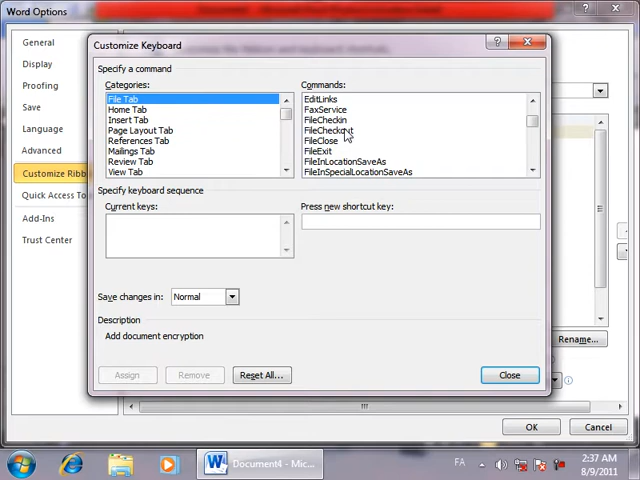 Word Options
General
Display
Proofing
Save
Language
Advanced
Customize Ribb
Quick Access To
Add-Ins
Trust Center
Customize Keyboard
Specify a command
Categories:
File Tab
Home Tab
Insert Tab
Page Layout Tab
References Tab
Mailings Tab
Review Tab
View Tab
Commands:
EditLinks
FaxService
FileCheckin
FileCheckout
FileClose
FileExit
FileInLocationSaveAs
FileInSpecialLocationSaveAs
Specify keyboard sequence
Current keys:
Press new shortcut key:
Save changes in:
Normal
Description
Add document encryption
Assign
Remove
Reset All...
Close
Rename...
OK
Cancel
Document4 - Mic...
FA
2:37 AM
8/9/2011